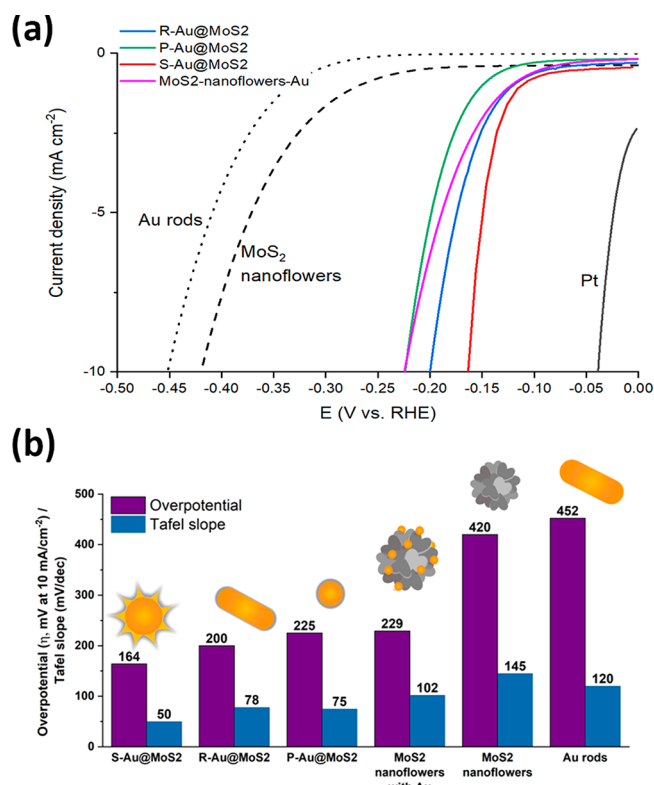 (a)
R-Au@MoS2
P-Au@MoS2
S-Au@MoS2
MoS2-nanoflowers-Au
0
-5
-10
Current density (mA cm-2)
Au rods
MoS2
nanoflowers
Pt
-0.50 -0.45 -0.40 -0.35 -0.30 -0.25 -0.20 -0.15 -0.10 -0.05 0.00
E (V vs. RHE)
(b)
Overpotential (η, mV at 10 mA/cm-2) /
Tafel slope (mV/dec)
500
400
300
200
100
0
Overpotential
Tafel slope
164
50
200
78
225
75
229
102
420
145
452
120
S-Au@MoS2
R-Au@MoS2
P-Au@MoS2
MoS2
nanoflowers
with Au
MoS2
nanoflowers
Au rods